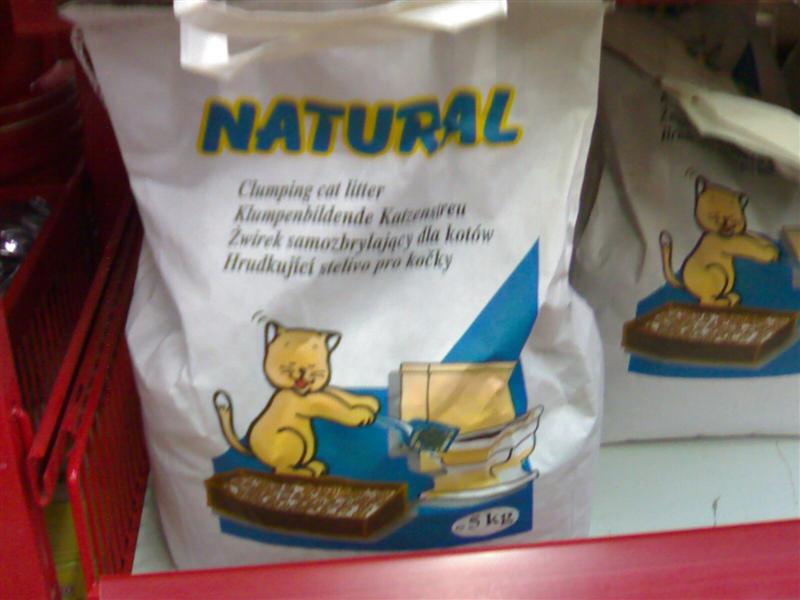 NATURAL
Clumping cat litter
Klumpenbildende Katzenstreu
Żwirek samozbrylający dla kotów
Hrudkující stelivo pro kočky
5 kg